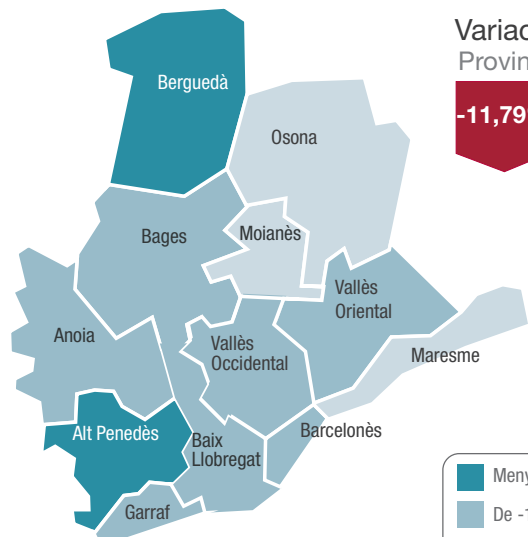 Variac
Provin
-11,79
Berguedà
Osona
Bages
Moianès
Vallès
Oriental
Anoia
Vallès
Occidental
Maresme
Alt Penedès
Baix
Llobregat
Barcelonès
Garraf
Meny
De -1